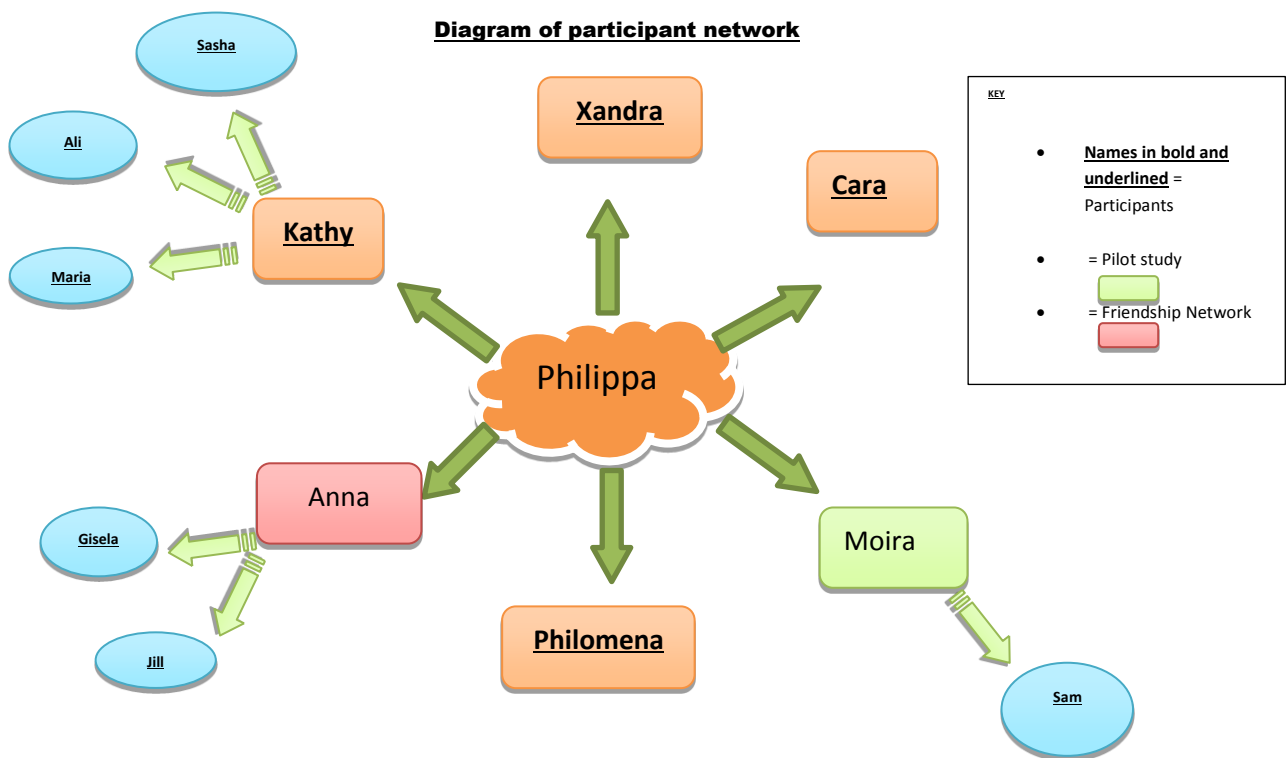 Diagram of participant network
Sasha
Xandra
KEY
Ali
Names in bold and
underlined =
Participants
Cara
Kathy
= Pilot study
Maria
= Friendship Network
Philippa
Anna
Gisela
Moira
Philomena
Jill
Sam